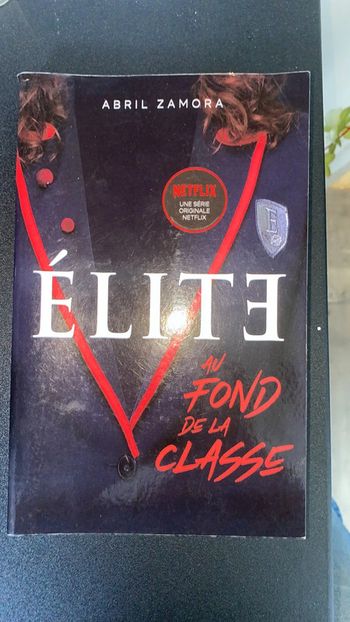 ABRIL ZAMORA
NETFLIX
UNE SÉRIE
ORIGINALE
NETFLIX
E
ÉLITE
AU
FOND
DE LA
CLASSE